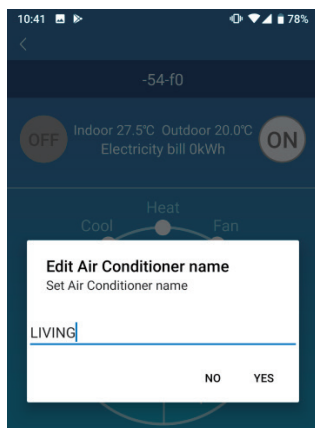 10:41 78%
-54-f0
OFF Indoor 27.5℃ Outdoor 20.0℃ ON
Electricity bill 0kWh
Heat
Cool Fan
Edit Air Conditioner name
Set Air Conditioner name
LIVING
NO YES